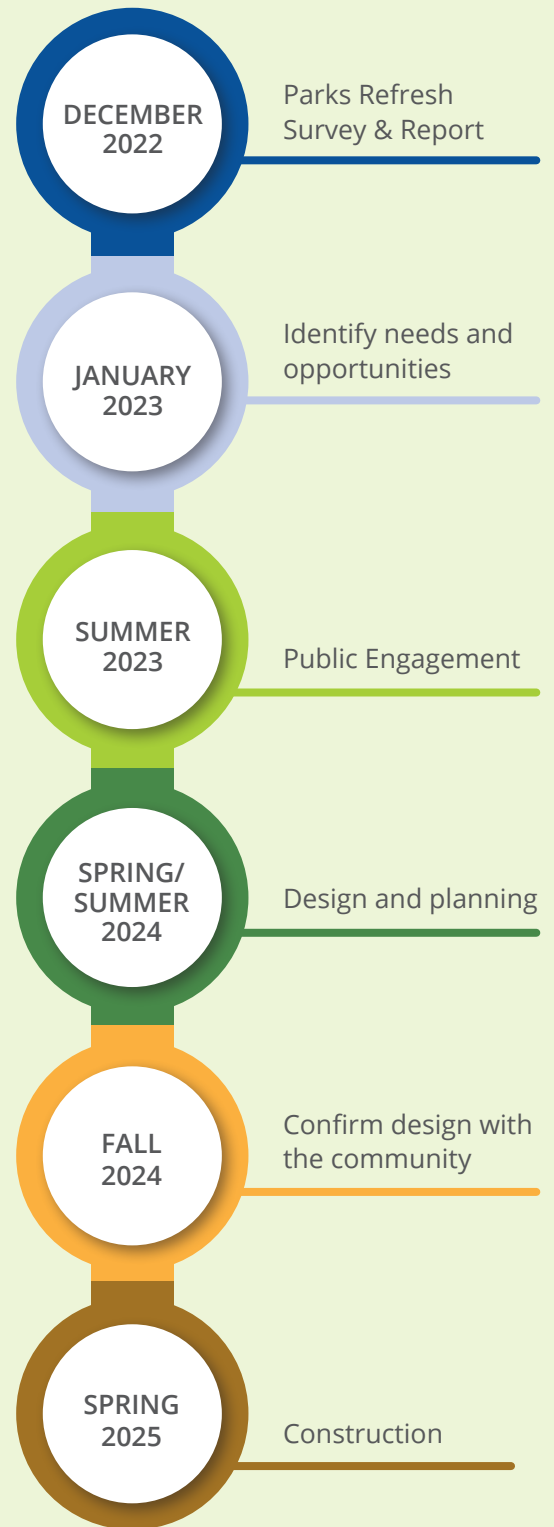 DECEMBER
2022
Parks Refresh
Survey & Report
JANUARY
2023
Identify needs and
opportunities
SUMMER
2023
Public Engagement
SPRING/
SUMMER
2024
Design and planning
FALL
2024
Confirm design with
the community
SPRING
2025
Construction